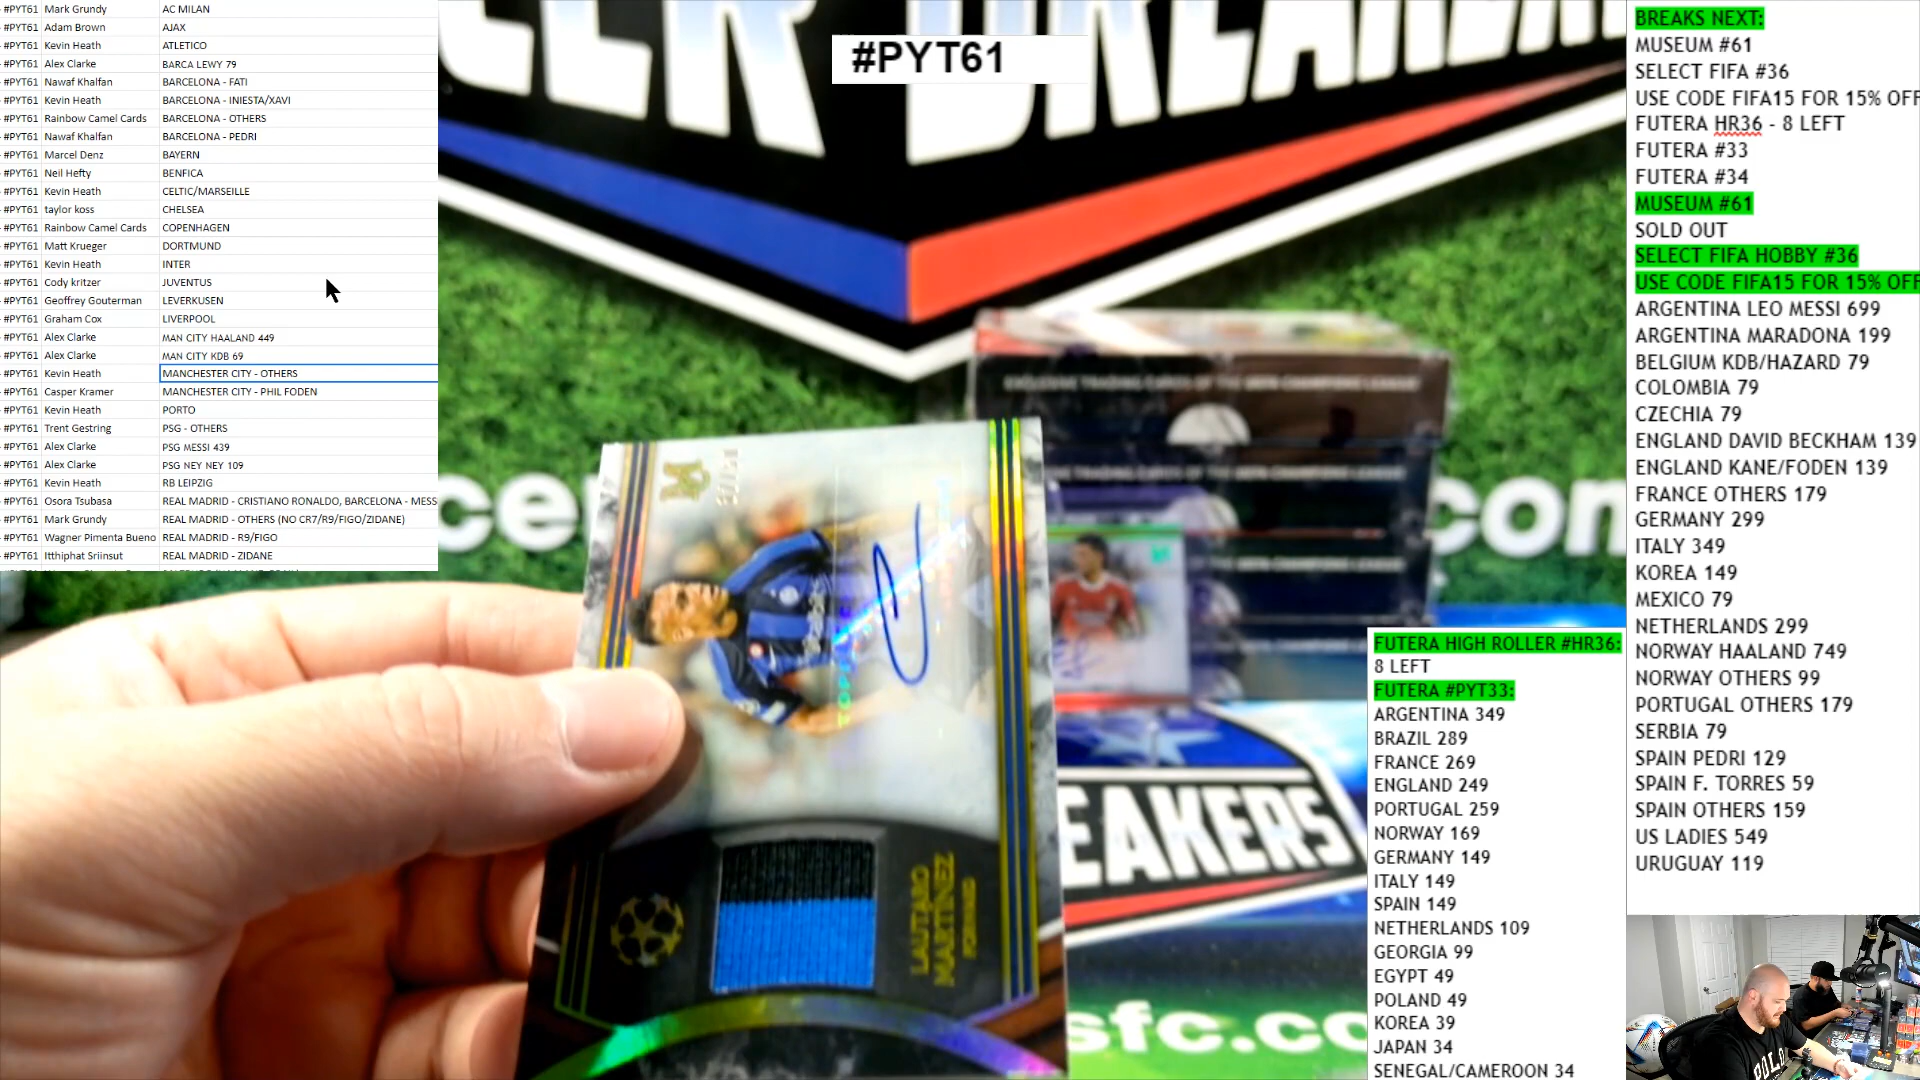 #PYT61 Mark Grundy AC MILAN
#PYT61 Adam Brown AJAX
#PYT61 Kevin Heath ATLETICO
#PYT61 Alex Clarke BARCA LEWY 79
#PYT61 Nawaf Khalfan BARCELONA - FATI
#PYT61 Kevin Heath BARCELONA - INIESTA/XAVI
#PYT61 Rainbow Camel Cards BARCELONA - OTHERS
#PYT61 Nawaf Khalfan BARCELONA - PEDRI
#PYT61 Marcel Denz BAYERN
#PYT61 Neil Hefty BENFICA
#PYT61 Kevin Heath CELTIC/MARSEILLE
#PYT61 taylor koss CHELSEA
#PYT61 Rainbow Camel Cards COPENHAGEN
#PYT61 Matt Krueger DORTMUND
#PYT61 Kevin Heath INTER
#PYT61 Cody kritzer JUVENTUS
#PYT61 Geoffrey Gouterman LEVERKUSEN
#PYT61 Graham Cox LIVERPOOL
#PYT61 Alex Clarke MAN CITY HAALAND 449
#PYT61 Alex Clarke MAN CITY KDB 69
#PYT61 Kevin Heath MANCHESTER CITY - OTHERS
#PYT61 Casper Kramer MANCHESTER CITY - PHIL FODEN
#PYT61 Kevin Heath PORTO
#PYT61 Trent Gestring PSG - OTHERS
#PYT61 Alex Clarke PSG MESSI 439
#PYT61 Alex Clarke PSG NEY NEY 109
#PYT61 Kevin Heath RB LEIPZIG
#PYT61 Osora Tsubasa REAL MADRID - CRISTIANO RONALDO, BARCELONA - MESS
#PYT61 Mark Grundy REAL MADRID - OTHERS (NO CR7/R9/FIGO/ZIDANE)
#PYT61 Wagner Pimenta Bueno REAL MADRID - R9/FIGO
#PYT61 Itthiphat Sriinsut REAL MADRID - ZIDANE
#PYT61
LAUTARO
MARTINEZ
FORWARD
EAKERS
sfc.co
FUTERA HIGH ROLLER #HR36:
8 LEFT
FUTERA #PYT33:
ARGENTINA 349
BRAZIL 289
FRANCE 269
ENGLAND 249
PORTUGAL 259
NORWAY 169
GERMANY 149
ITALY 149
SPAIN 149
NETHERLANDS 109
GEORGIA 99
EGYPT 49
POLAND 49
KOREA 39
JAPAN 34
SENEGAL/CAMEROON 34
BREAKS NEXT:
MUSEUM #61
SELECT FIFA #36
USE CODE FIFA15 FOR 15% OFF
FUTERA HR36 - 8 LEFT
FUTERA #33
FUTERA #34
MUSEUM #61
SOLD OUT
SELECT FIFA HOBBY #36
USE CODE FIFA15 FOR 15% OFF
ARGENTINA LEO MESSI 699
ARGENTINA MARADONA 199
BELGIUM KDB/HAZARD 79
COLOMBIA 79
CZECHIA 79
ENGLAND DAVID BECKHAM 139
ENGLAND KANE/FODEN 139
FRANCE OTHERS 179
GERMANY 299
ITALY 349
KOREA 149
MEXICO 79
NETHERLANDS 299
NORWAY HAALAND 749
NORWAY OTHERS 99
PORTUGAL OTHERS 179
SERBIA 79
SPAIN PEDRI 129
SPAIN F. TORRES 59
SPAIN OTHERS 159
US LADIES 549
URUGUAY 119